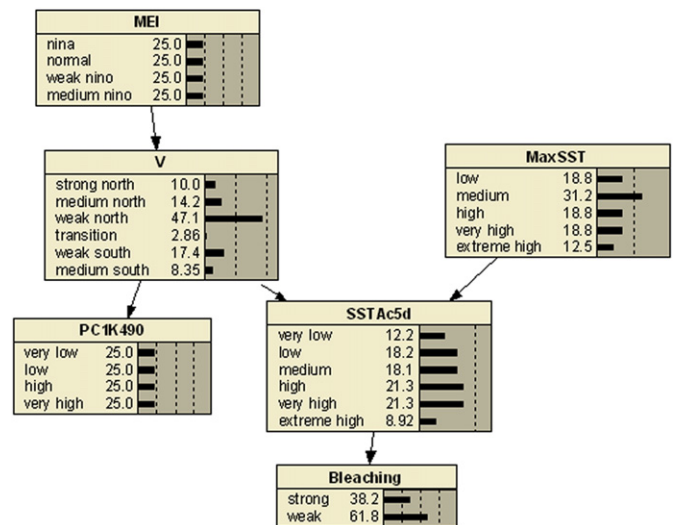 MEI
nina 25.0
normal 25.0
weak nino 25.0
medium nino 25.0
V
strong north 10.0
medium north 14.2
weak north 47.1
transition 2.86
weak south 17.4
medium south 8.35
MaxSST
low 18.8
medium 31.2
high 18.8
very high 18.8
extreme high 12.5
PC1K490
very low 25.0
low 25.0
high 25.0
very high 25.0
SSTAc5d
very low 12.2
low 18.2
medium 18.1
high 21.3
very high 21.3
extreme high 8.92
Bleaching
strong 38.2
weak 61.8